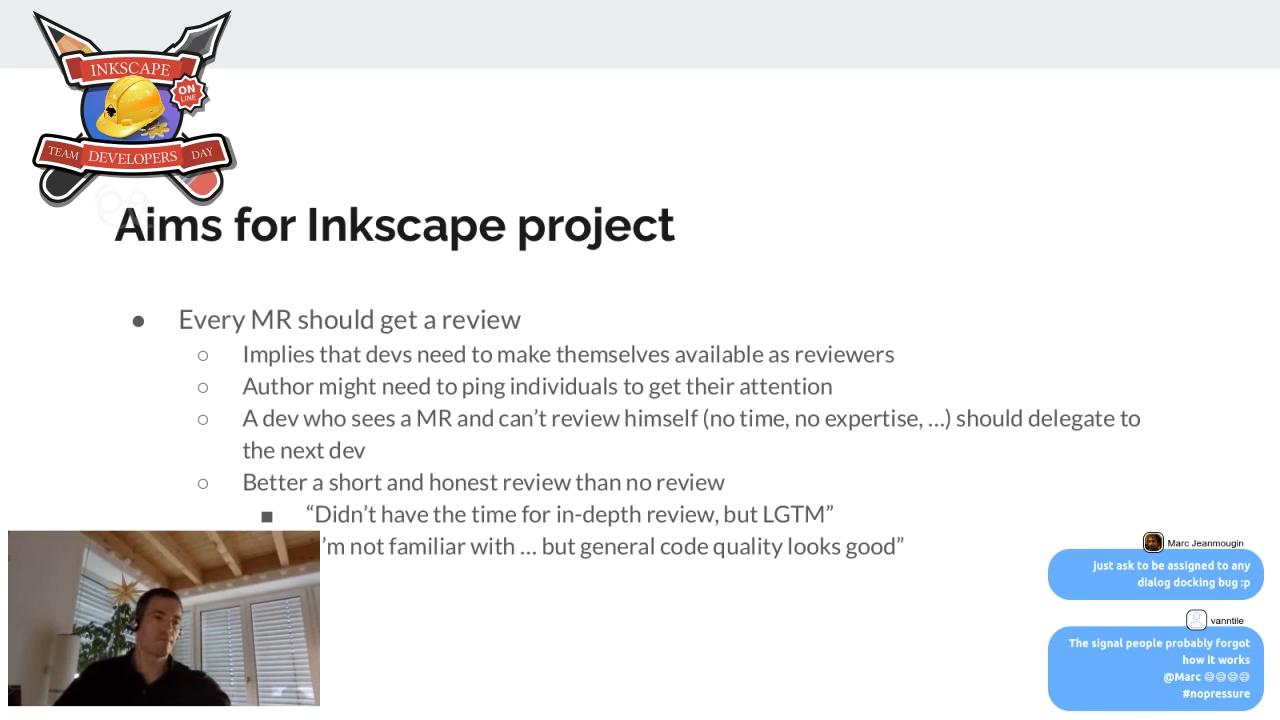 INKSCAPE
ON
LINE
TEAM DEVELOPERS DAY
Aims for Inkscape project
● Every MR should get a review
○ Implies that devs need to make themselves available as reviewers
○ Author might need to ping individuals to get their attention
○ A dev who sees a MR and can’t review himself (no time, no expertise, …) should delegate to
the next dev
○ Better a short and honest review than no review
■ “Didn’t have the time for in-depth review, but LGTM”
’m not familiar with … but general code quality looks good”
Marc Jeanmougin
just ask to be assigned to any
dialog docking bug :p
vanntile
The signal people probably forgot
how it works
@Marc 😅😅😅😅
#nopressure